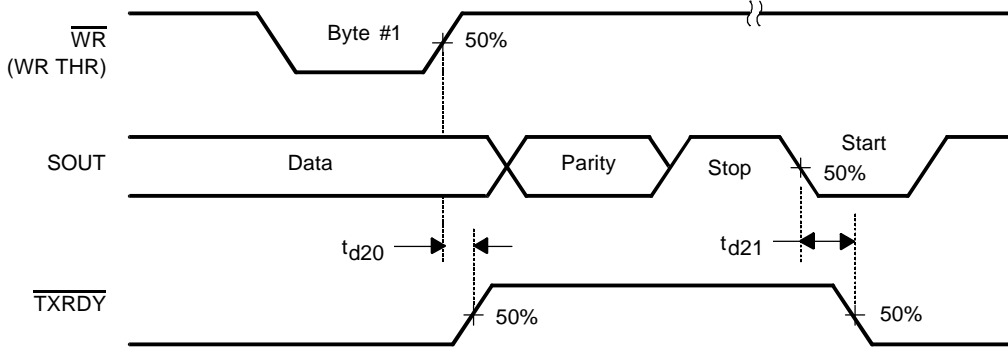 WR
(WR THR)
Byte #1
50%
SOUT
Data
Parity
Stop
Start
50%
td20
td21
TXRDY
50%
50%